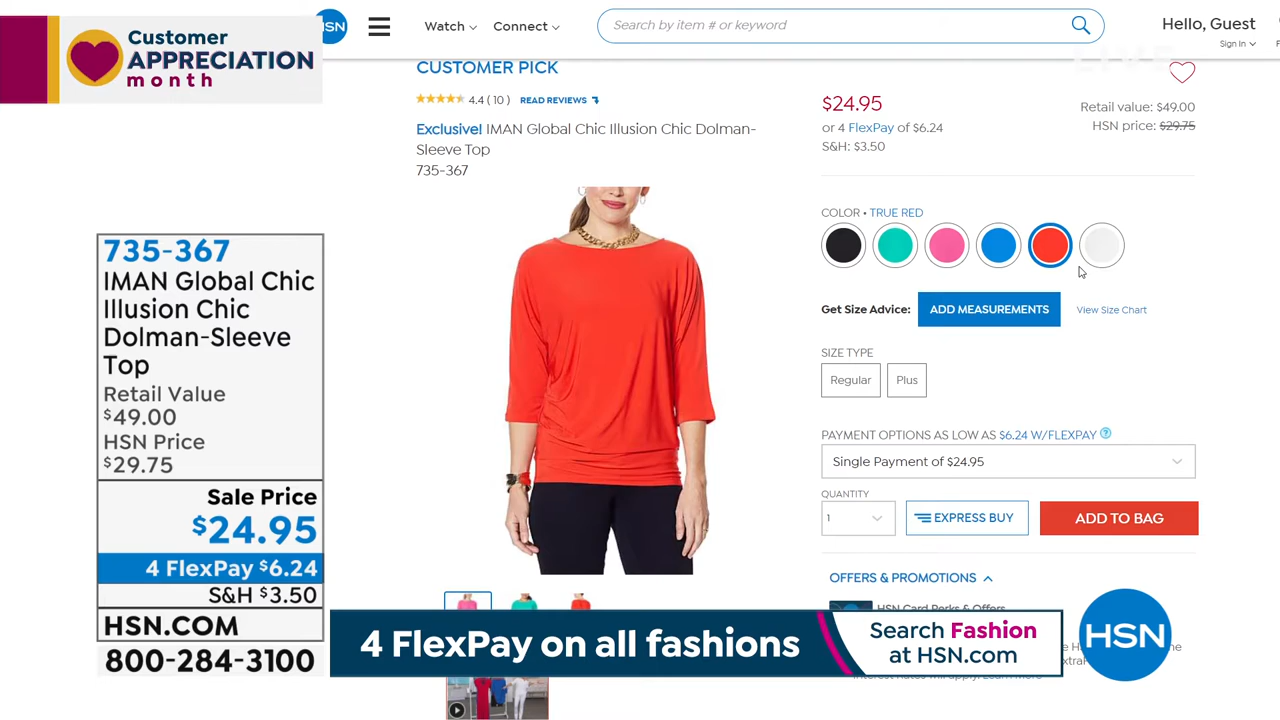 Customer
APPRECIATION
month
HSN
Watch
Connect
Search by item # or keyword
Hello, Guest
Sign In
LIVE
CUSTOMER PICK
4.4 ( 10 ) READ REVIEWS
Exclusive! IMAN Global Chic Illusion Chic Dolman-
Sleeve Top
735-367
$24.95
or 4 FlexPay of $6.24
S&H: $3.50
Retail value: $49.00
HSN price: $29.75
COLOR • TRUE RED
Get Size Advice: ADD MEASUREMENTS View Size Chart
SIZE TYPE
Regular Plus
PAYMENT OPTIONS AS LOW AS $6.24 W/FLEXPAY ?
Single Payment of $24.95
QUANTITY
1 EXPRESS BUY ADD TO BAG
OFFERS & PROMOTIONS
HSN Card Perks & Offers
735-367
IMAN Global Chic
Illusion Chic
Dolman-Sleeve
Top
Retail Value
$49.00
HSN Price
$29.75
Sale Price
$24.95
4 FlexPay $6.24
S&H $3.50
HSN.COM
800-284-3100
4 FlexPay on all fashions
Search Fashion
at HSN.com
HSN